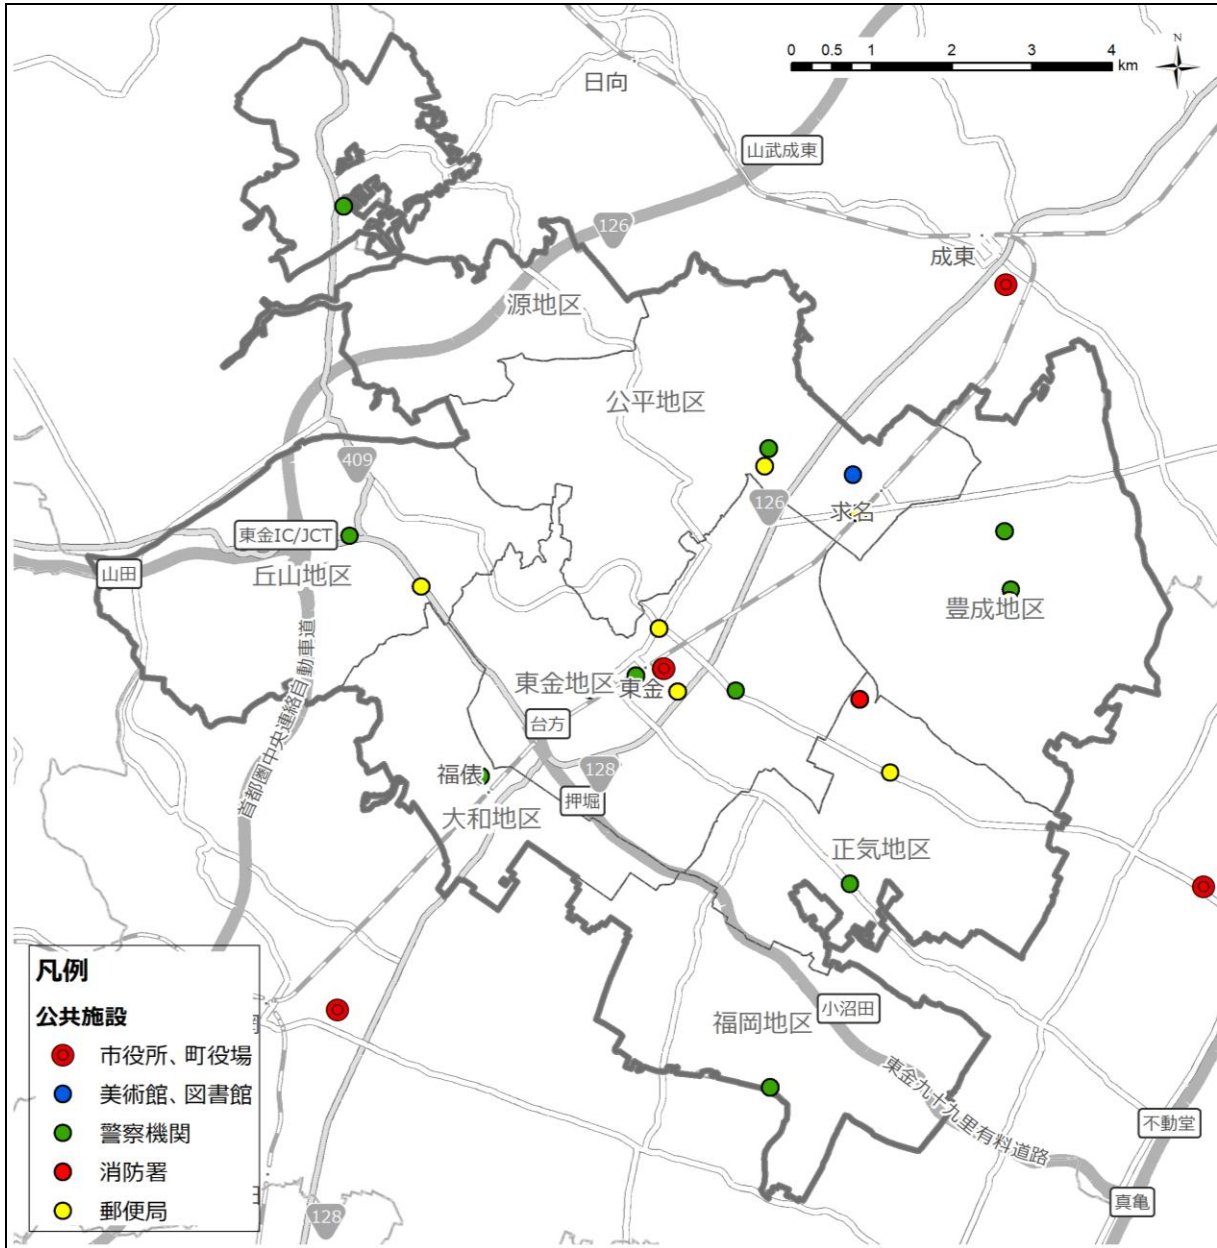 0 0.5 1 2 3 4
km
N
日向
山武成東
126
成東
源地区
公平地区
409
126
求名
東金IC/JCT
山田
丘山地区
豊成地区
首都圏中央連絡自動車道
東金地区
東金
台方
福俵
128
押堀
大和地区
正気地区
小沼田
福岡地区
東金九十九里有料道路
不動堂
真亀
128
凡例
公共施設
市役所、町役場
美術館、図書館
警察機関
消防署
郵便局